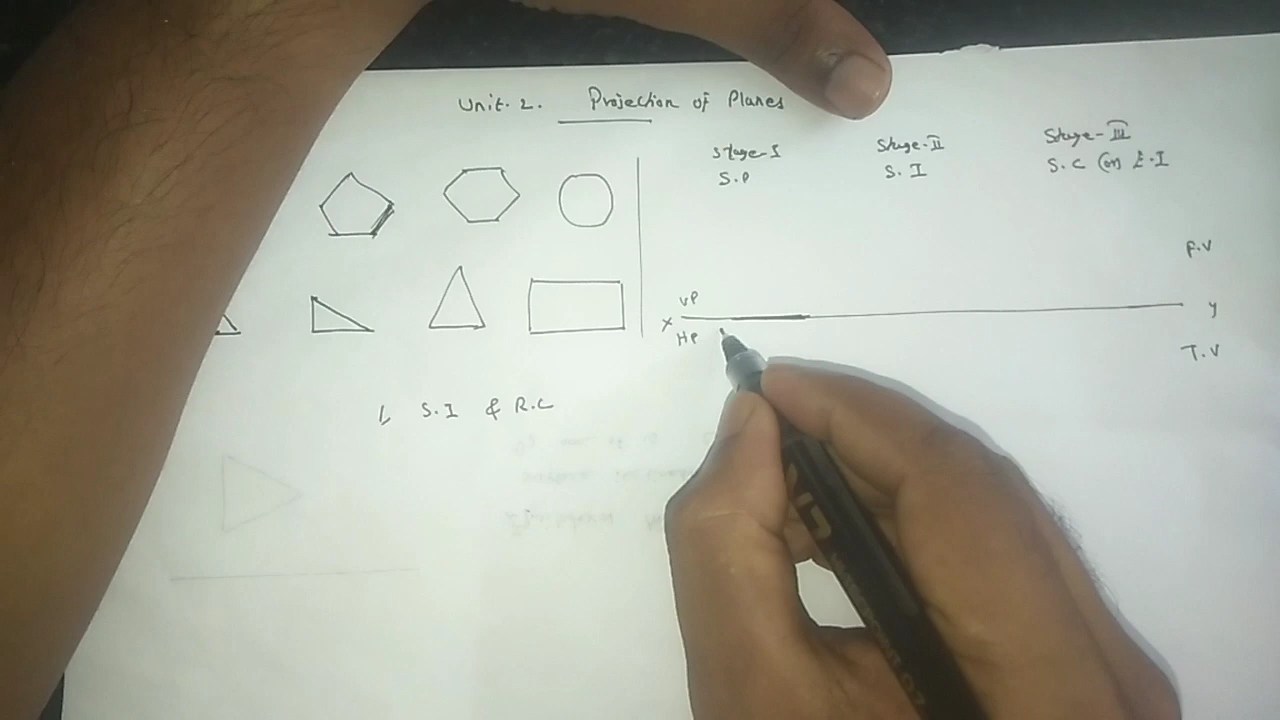 Unit. 2. Projection of Planes
Stage-I Stage-II Stage-III
S.P S. I S.C (or) E.I
F.V
VP
X y
HP
T.V
1, S.I & R.C